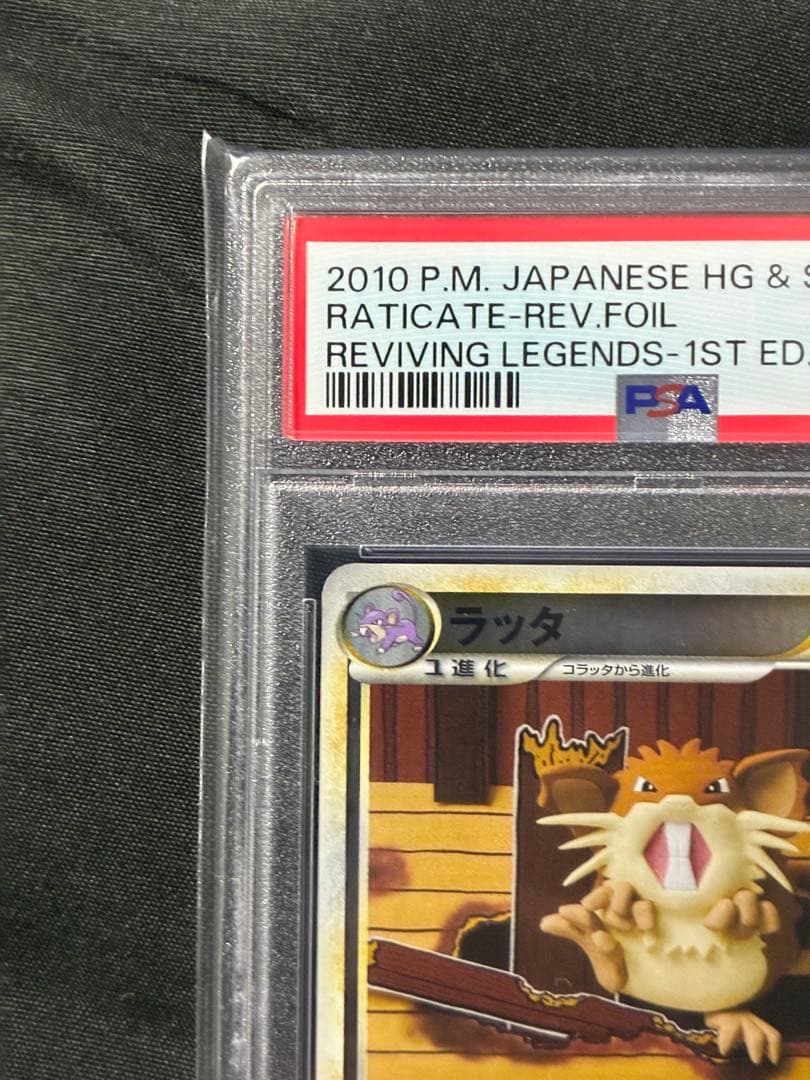 2010 P.M. JAPANESE HG & S
RATICATE-REV.FOIL
REVIVING LEGENDS-1ST ED.
PSA
ラッタ
1進化
コラッタから進化